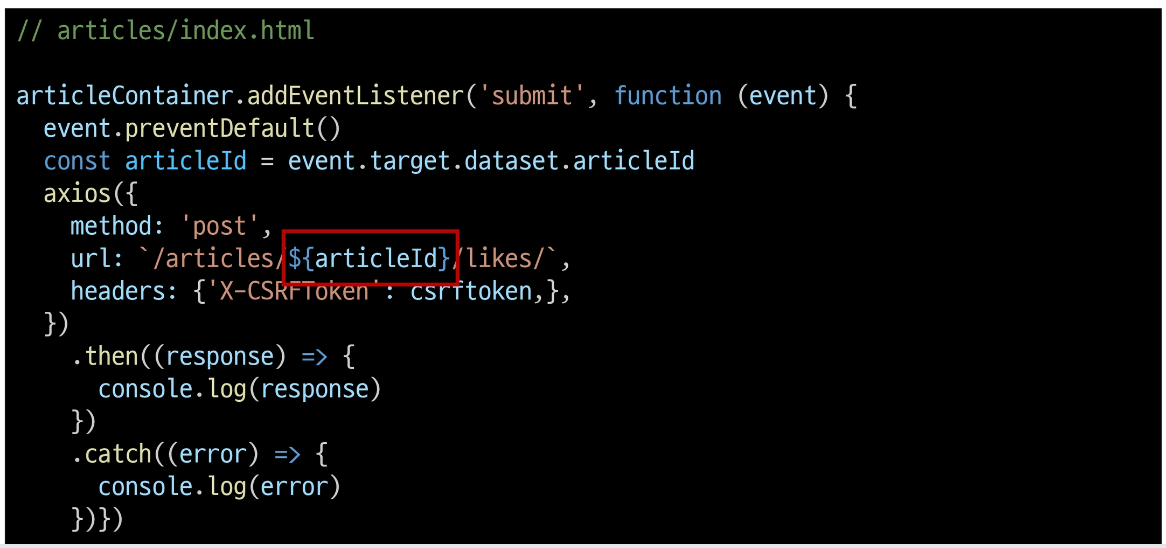 // articles/index.html
articleContainer.addEventListener('submit', function (event) {
event.preventDefault()
const articleId = event.target.dataset.articleId
axios({
method: 'post',
url: `/articles/${articleId}/likes/`,
headers: {'X-CSRFToken': csrftoken,},
})
.then((response) => {
console.log(response)
})
.catch((error) => {
console.log(error)
})})